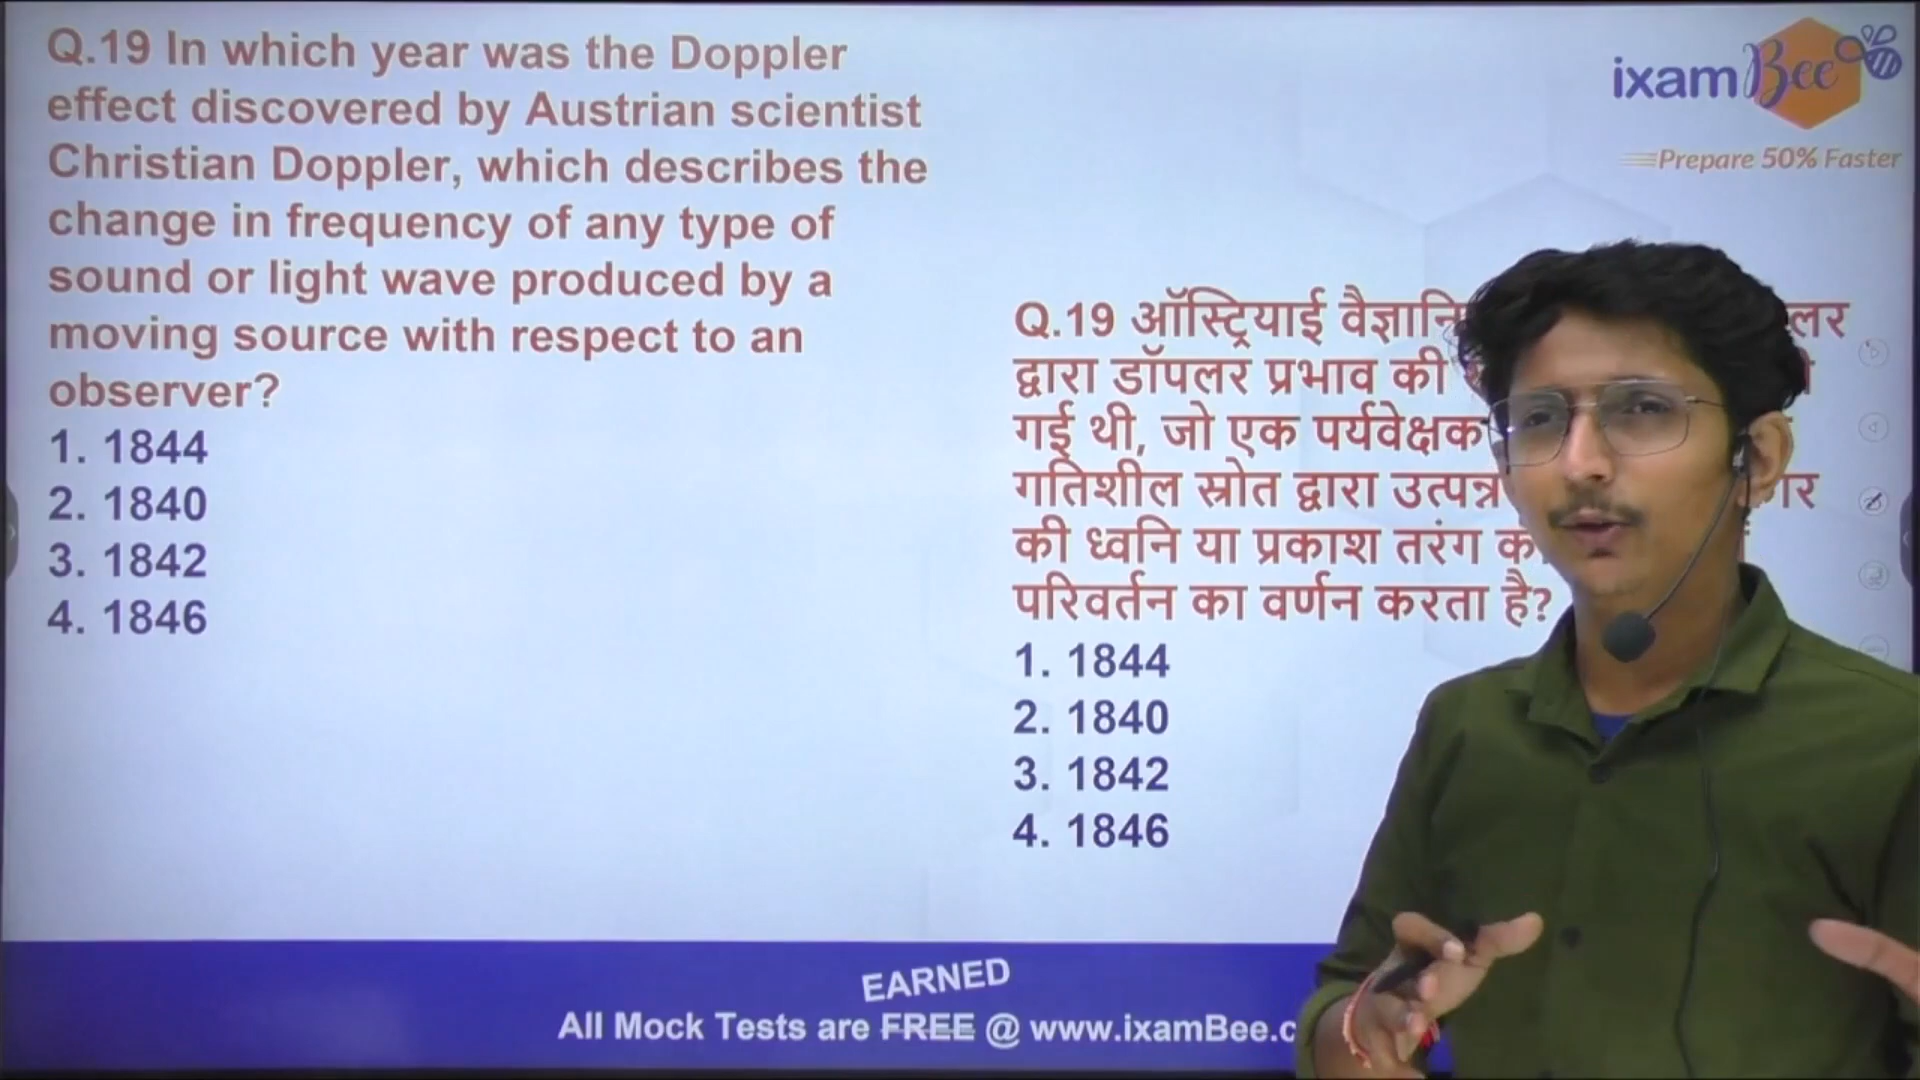 Q.19 In which year was the Doppler
effect discovered by Austrian scientist
Christian Doppler, which describes the
change in frequency of any type of
sound or light wave produced by a
moving source with respect to an
observer?
1. 1844
2. 1840
3. 1842
4. 1846
ixamBee
Prepare 50% Faster
Q.19 ऑस्ट्रियाई
द्वारा डॉपलर प्रभाव की
गई थी, जो एक पर्यवेक्षक
गतिशील स्रोत द्वारा उत्पन्न
की ध्वनि या प्रकाश तरंग
परिवर्तन का वर्णन करता है?
1. 1844
2. 1840
3. 1842
4. 1846
EARNED
All Mock Tests are FREE @ www.ixamBee.c